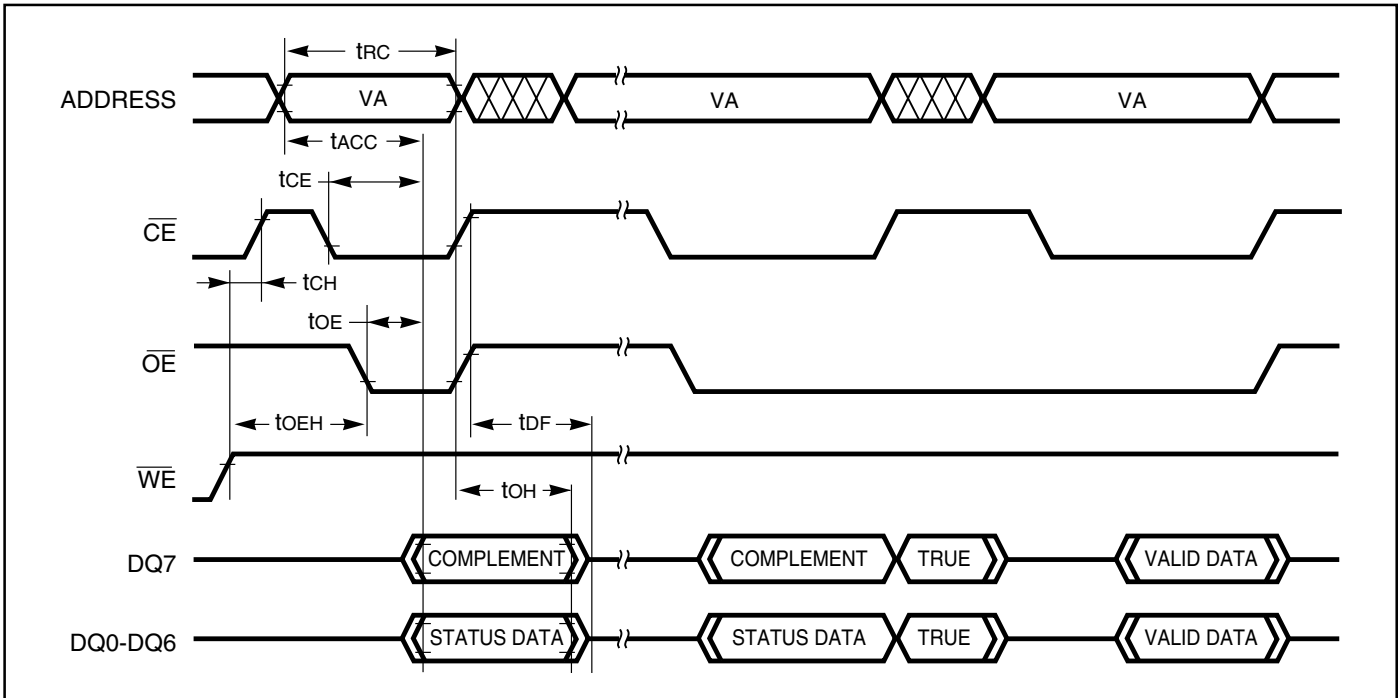 tRC
ADDRESS VA VA VA
tACC
tCE
CE
tCH
tOE
OE
tOEH tDF
WE
tOH
DQ7 COMPLEMENT COMPLEMENT TRUE VALID DATA
DQ0-DQ6 STATUS DATA STATUS DATA TRUE VALID DATA